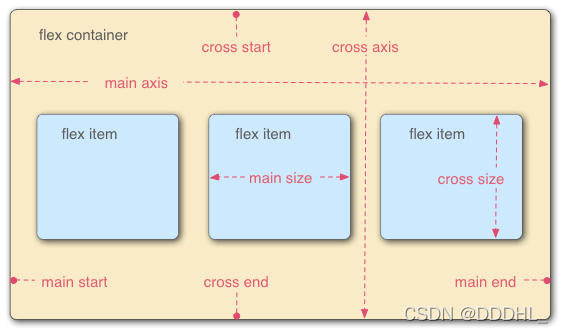 flex container
cross start
cross axis
main axis
flex item
flex item
flex item
main size
cross size
main start
cross end
main end
CSDN @DDDHL_